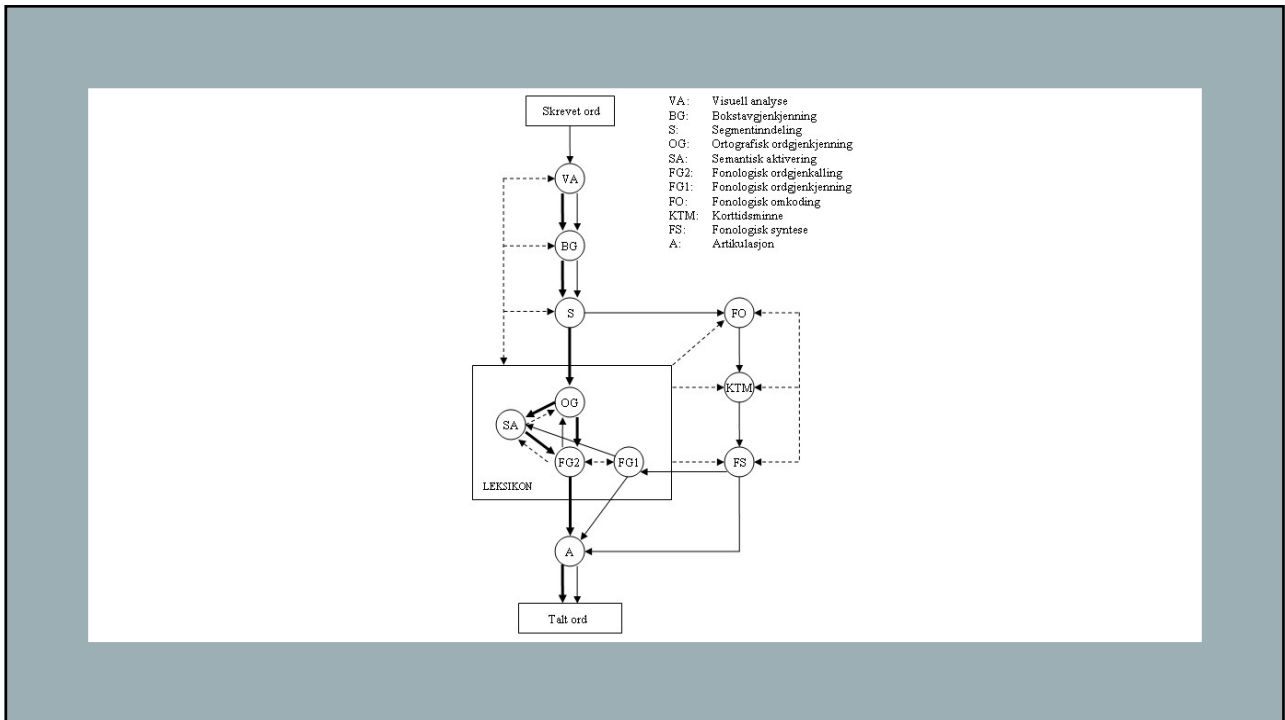 Skrevet ord
VA: Visuell analyse
BG: Bokstavgjenkjenning
S: Segmentinndeling
OG: Ortografisk ordgjenkjenning
SA: Semantisk aktivering
FG2: Fonologisk ordgjenkalling
FG1: Fonologisk ordgjenkjenning
FO: Fonologisk omkoding
KTM: Korttidsminne
FS: Fonologisk syntese
A: Artikulasjon
VA
BG
S
FO
KTM
OG
SA
FG2
FG1
FS
LEKSIKON
A
Talt ord